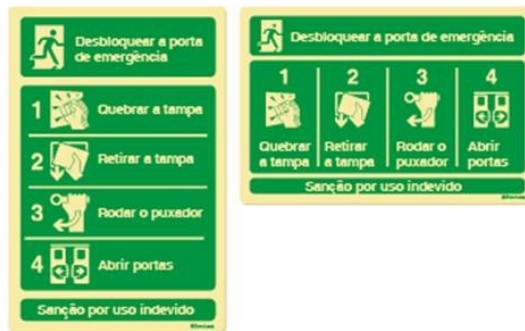 Desbloquear a porta
de emergência
1 Quebrar a tampa
2 Retirar a tampa
3 Rodar o puxador
4 Abrir portas
Sanção por uso indevido
Desbloquear a porta de emergência
1 2 3 4
Quebrar a tampa
Retirar a tampa
Rodar o puxador
Abrir portas
Sanção por uso indevido